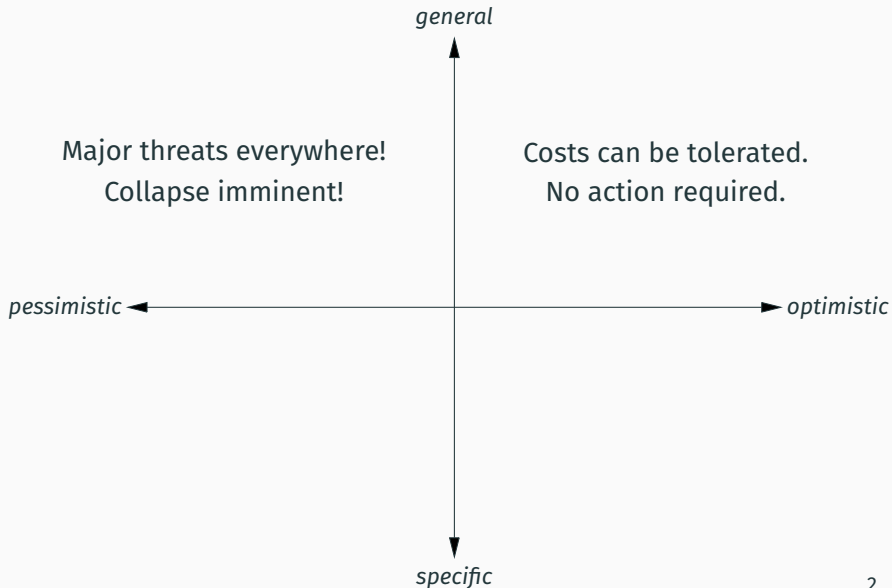 general
Major threats everywhere!
Collapse imminent!
Costs can be tolerated.
No action required.
pessimistic
optimistic
specific
2